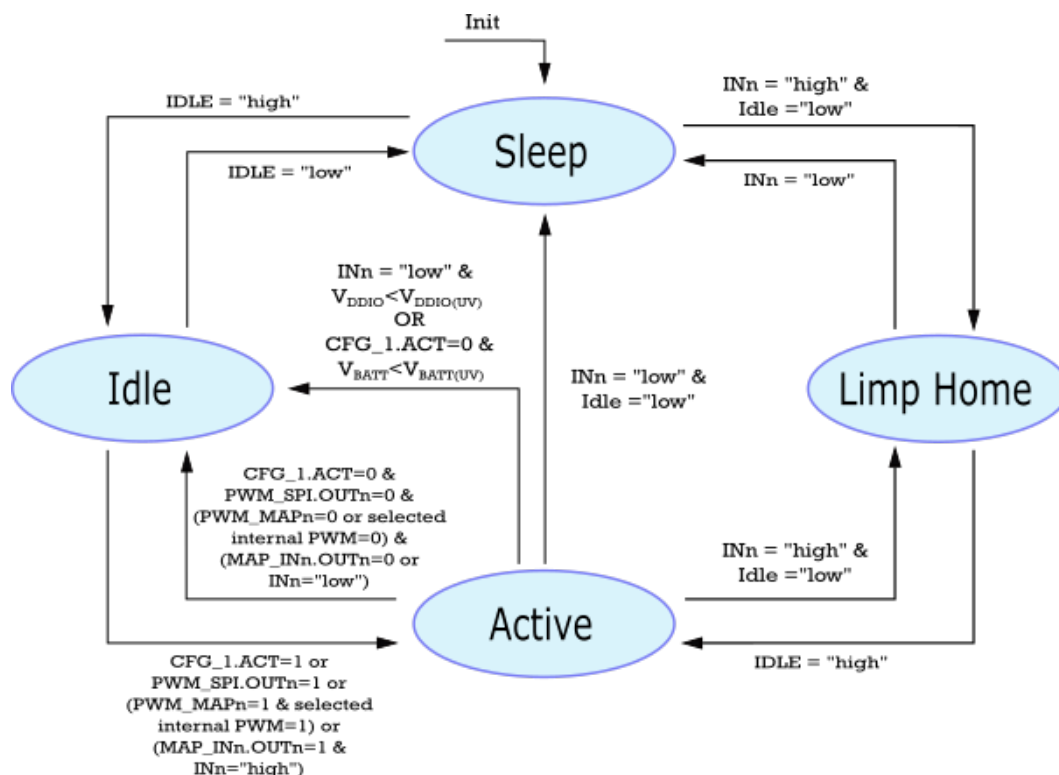 Init
IDLE = "high"
INn = "high" &
Idle ="low"
Sleep
IDLE = "low"
INn = "low"
INn = "low" &
VDDIO<VDDIO(UV)
OR
CFG_1.ACT=0 &
VBATT<VBATT(UV)
Idle
INn = "low" &
Idle ="low"
Limp Home
CFG_1.ACT=0 &
PWM_SPI.OUTn=0 &
(PWM_MAPn=0 or selected
internal PWM=0) &
(MAP_INn.OUTn=0 or
INn="low")
INn = "high" &
Idle ="low"
Active
CFG_1.ACT=1 or
PWM_SPI.OUTn=1 or
(PWM_MAPn=1 & selected
internal PWM=1) or
(MAP_INn.OUTn=1 &
INn="high")
IDLE = "high"